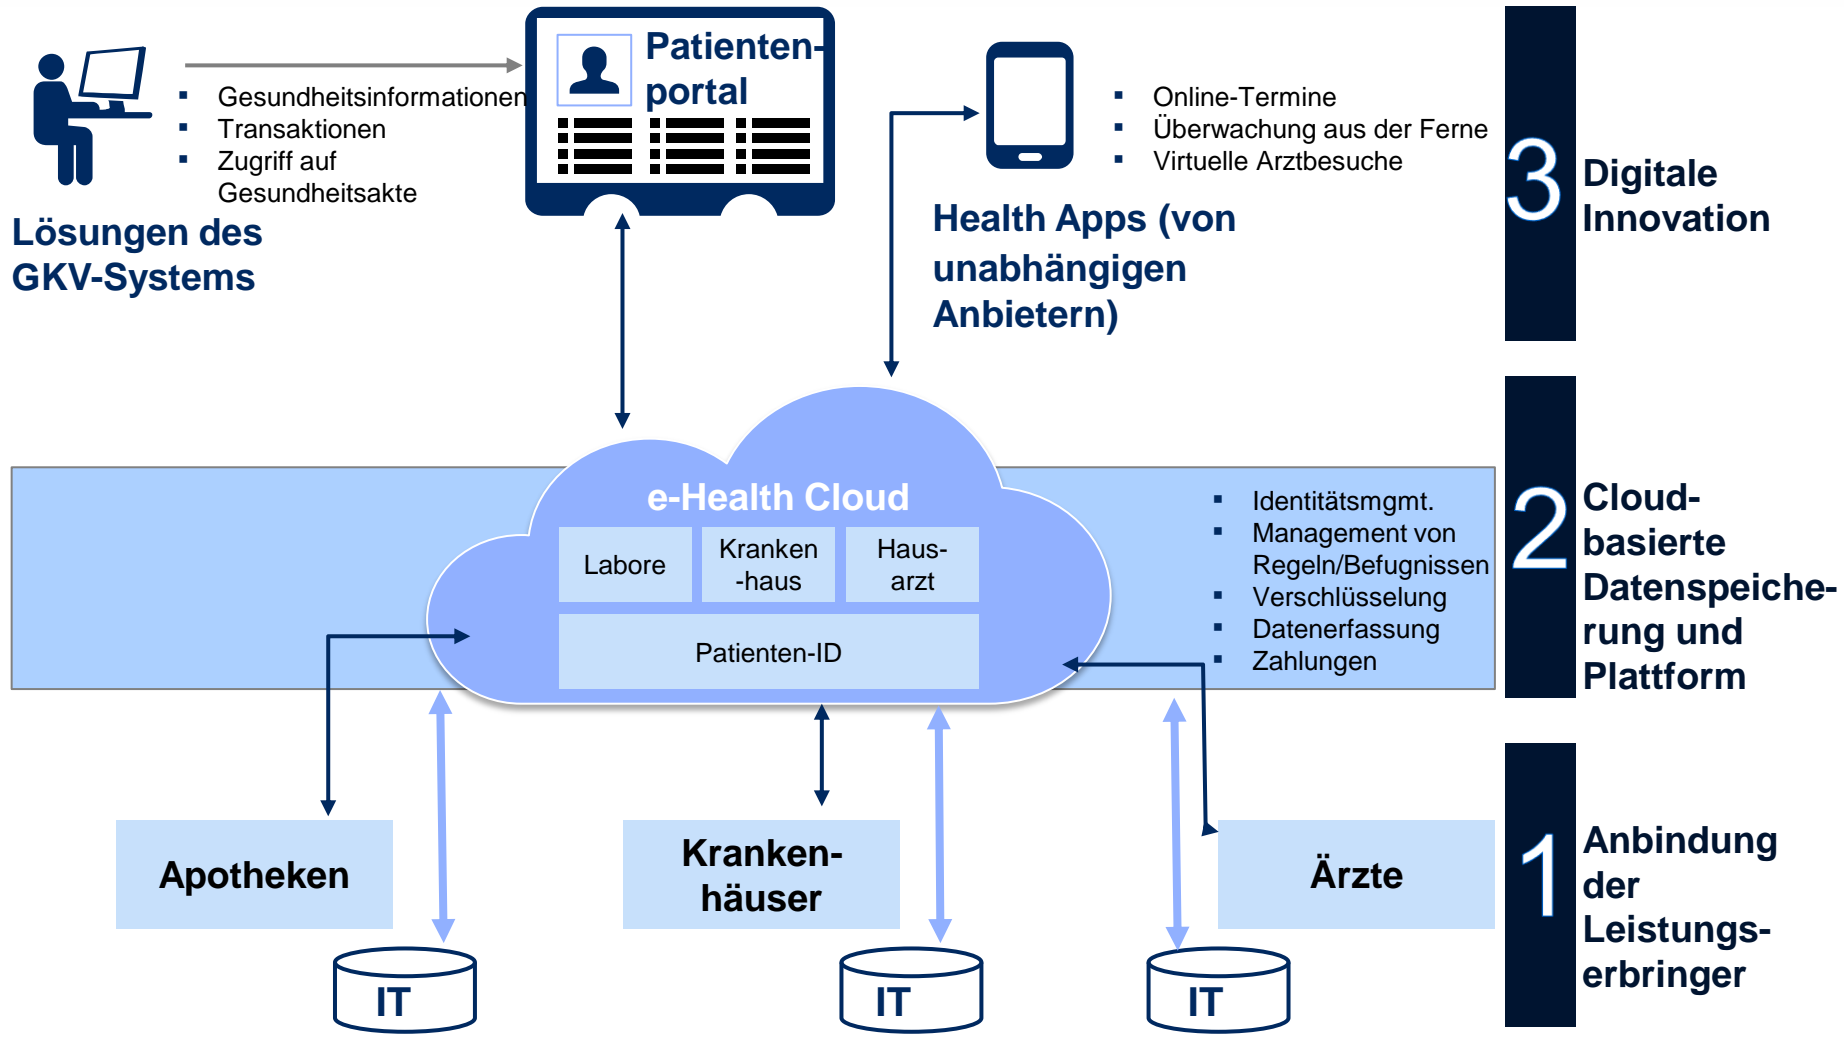 Patienten-
portal
Gesundheitsinformationen
Transaktionen
Zugriff auf
Gesundheitsakte
Lösungen des
GKV-Systems
Online-Termine
Überwachung aus der Ferne
Virtuelle Arztbesuche
Health Apps (von
unabhängigen
Anbietern)
3
Digitale
Innovation
e-Health Cloud
Labore
Kranken
-haus
Haus-
arzt
Patienten-ID
Identitätsmgmt.
Management von
Regeln/Befugnissen
Verschlüsselung
Datenerfassung
Zahlungen
2
Cloud-
basierte
Datenspeiche-
rung und
Plattform
Apotheken
Kranken-
häuser
Ärzte
IT
IT
IT
1
Anbindung
der
Leistungs-
erbringer